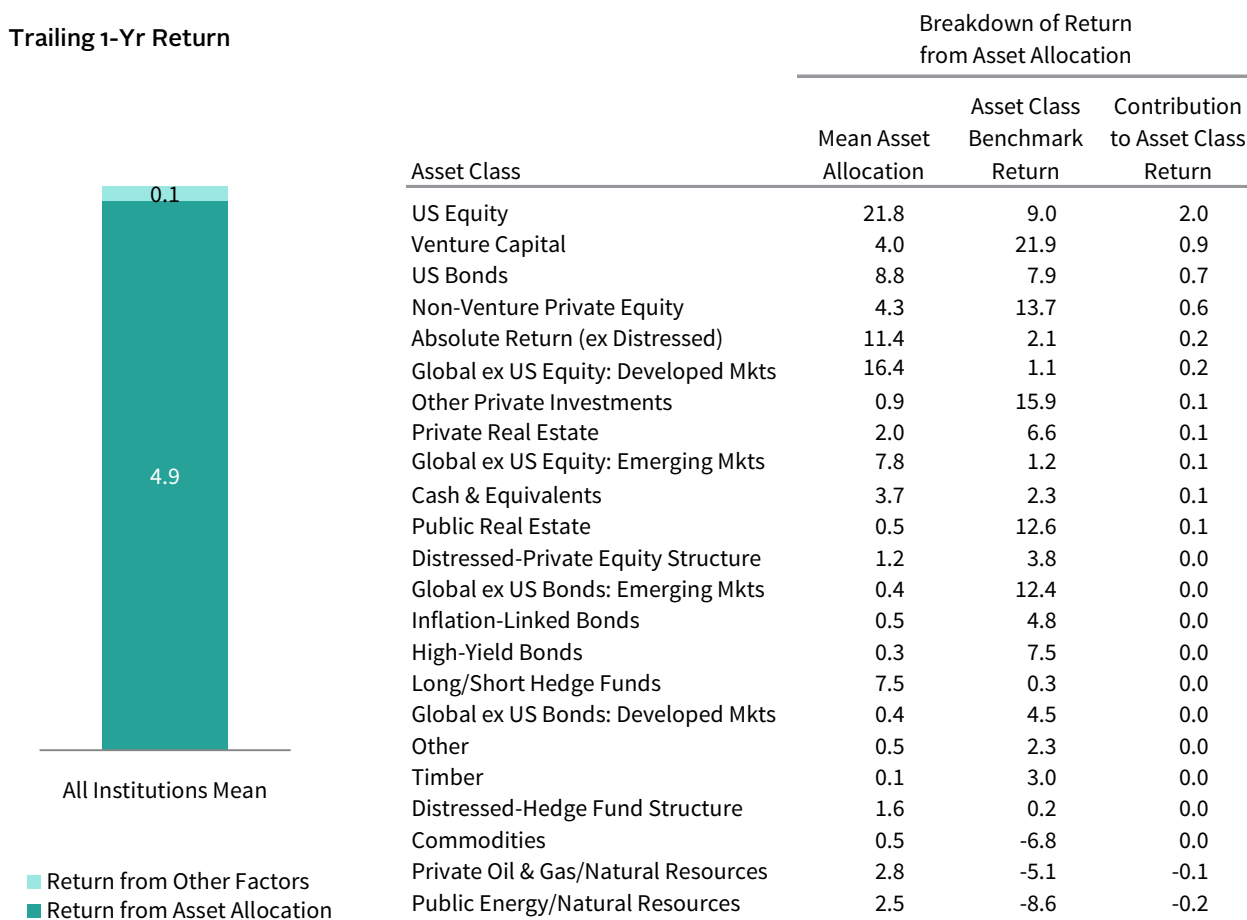 Trailing 1-Yr Return
Breakdown of Return
from Asset Allocation
Asset Class Contribution
Mean Asset Benchmark to Asset Class
Asset Class Allocation Return Return
US Equity 21.8 9.0 2.0
Venture Capital 4.0 21.9 0.9
US Bonds 8.8 7.9 0.7
Non-Venture Private Equity 4.3 13.7 0.6
Absolute Return (ex Distressed) 11.4 2.1 0.2
Global ex US Equity: Developed Mkts 16.4 1.1 0.2
Other Private Investments 0.9 15.9 0.1
Private Real Estate 2.0 6.6 0.1
Global ex US Equity: Emerging Mkts 7.8 1.2 0.1
Cash & Equivalents 3.7 2.3 0.1
Public Real Estate 0.5 12.6 0.1
Distressed-Private Equity Structure 1.2 3.8 0.0
Global ex US Bonds: Emerging Mkts 0.4 12.4 0.0
Inflation-Linked Bonds 0.5 4.8 0.0
High-Yield Bonds 0.3 7.5 0.0
Long/Short Hedge Funds 7.5 0.3 0.0
Global ex US Bonds: Developed Mkts 0.4 4.5 0.0
Other 0.5 2.3 0.0
Timber 0.1 3.0 0.0
Distressed-Hedge Fund Structure 1.6 0.2 0.0
Commodities 0.5 -6.8 0.0
Private Oil & Gas/Natural Resources 2.8 -5.1 -0.1
Public Energy/Natural Resources 2.5 -8.6 -0.2
0.1
4.9
All Institutions Mean
Return from Other Factors
Return from Asset Allocation